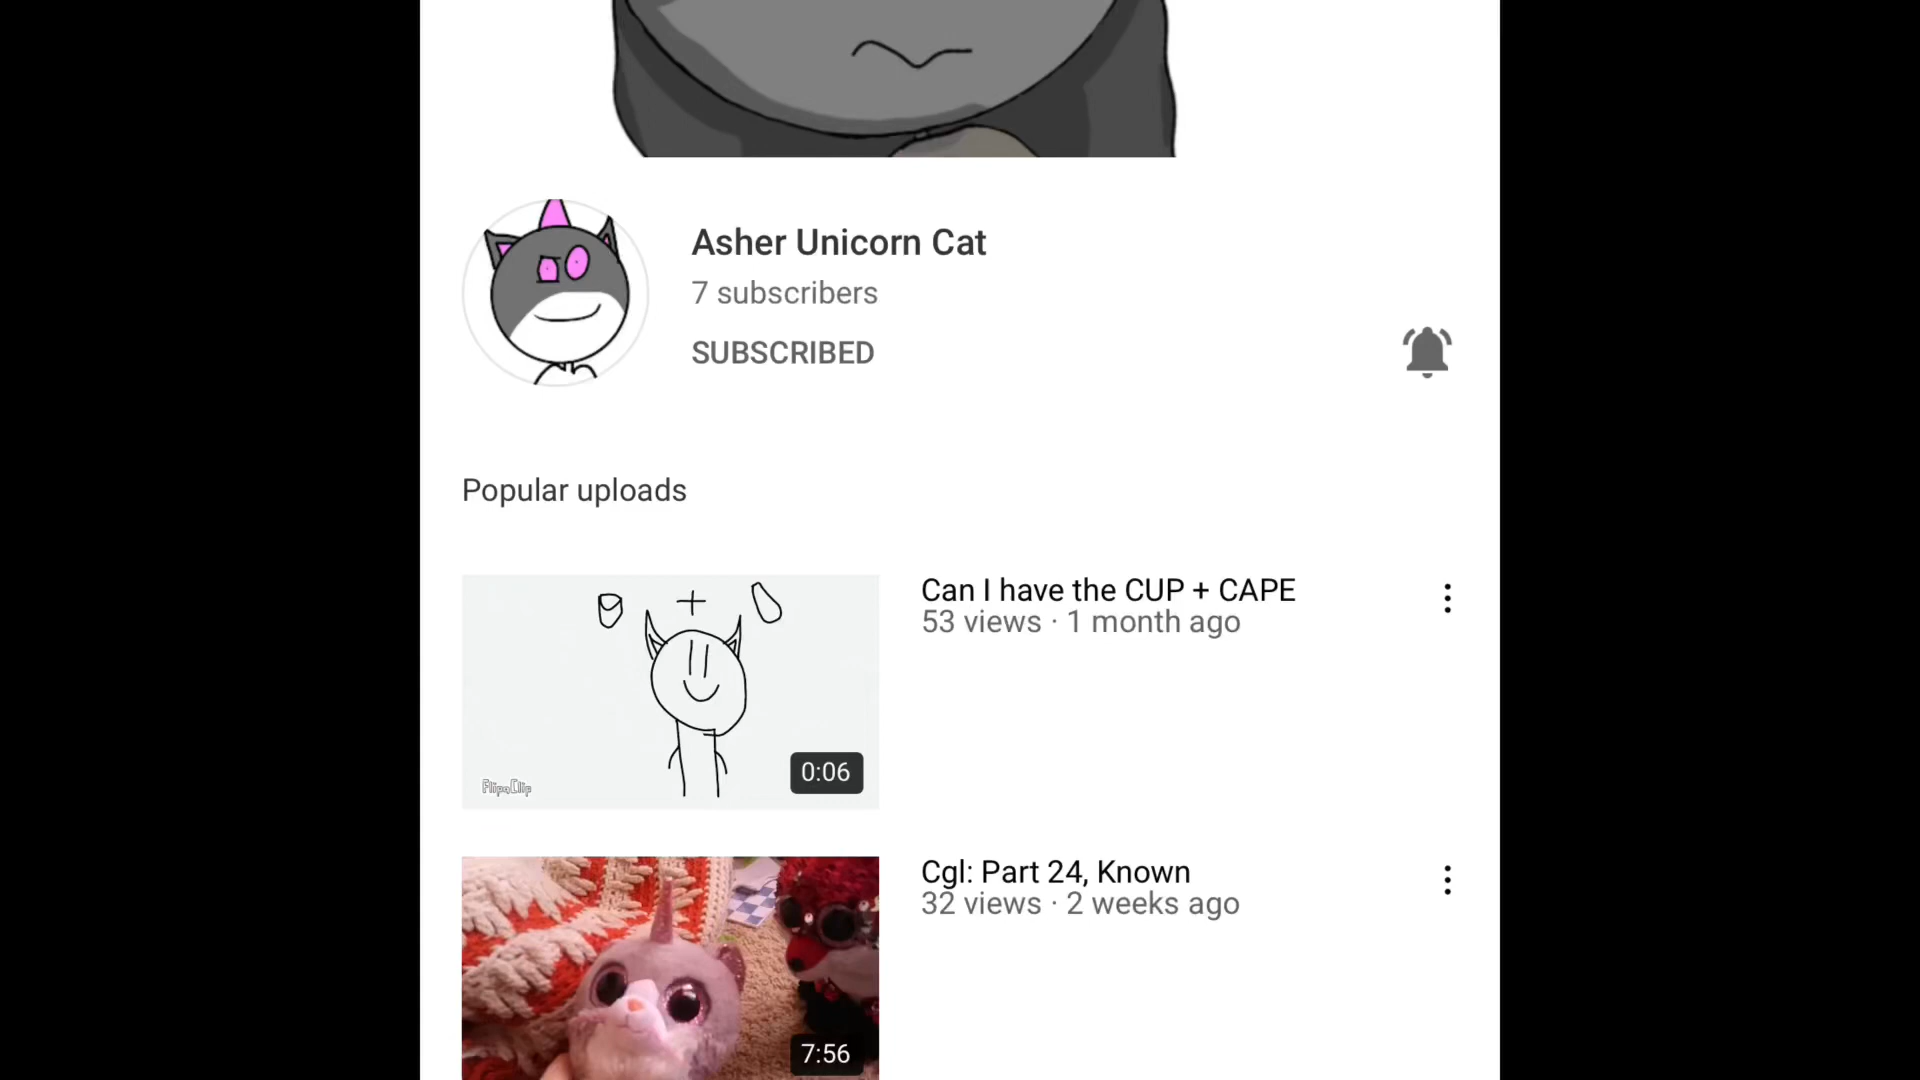 Asher Unicorn Cat
7 subscribers
SUBSCRIBED
Popular uploads
Can I have the CUP + CAPE
53 views · 1 month ago
FlipaClip
0:06
Cgl: Part 24, Known
32 views · 2 weeks ago
7:56